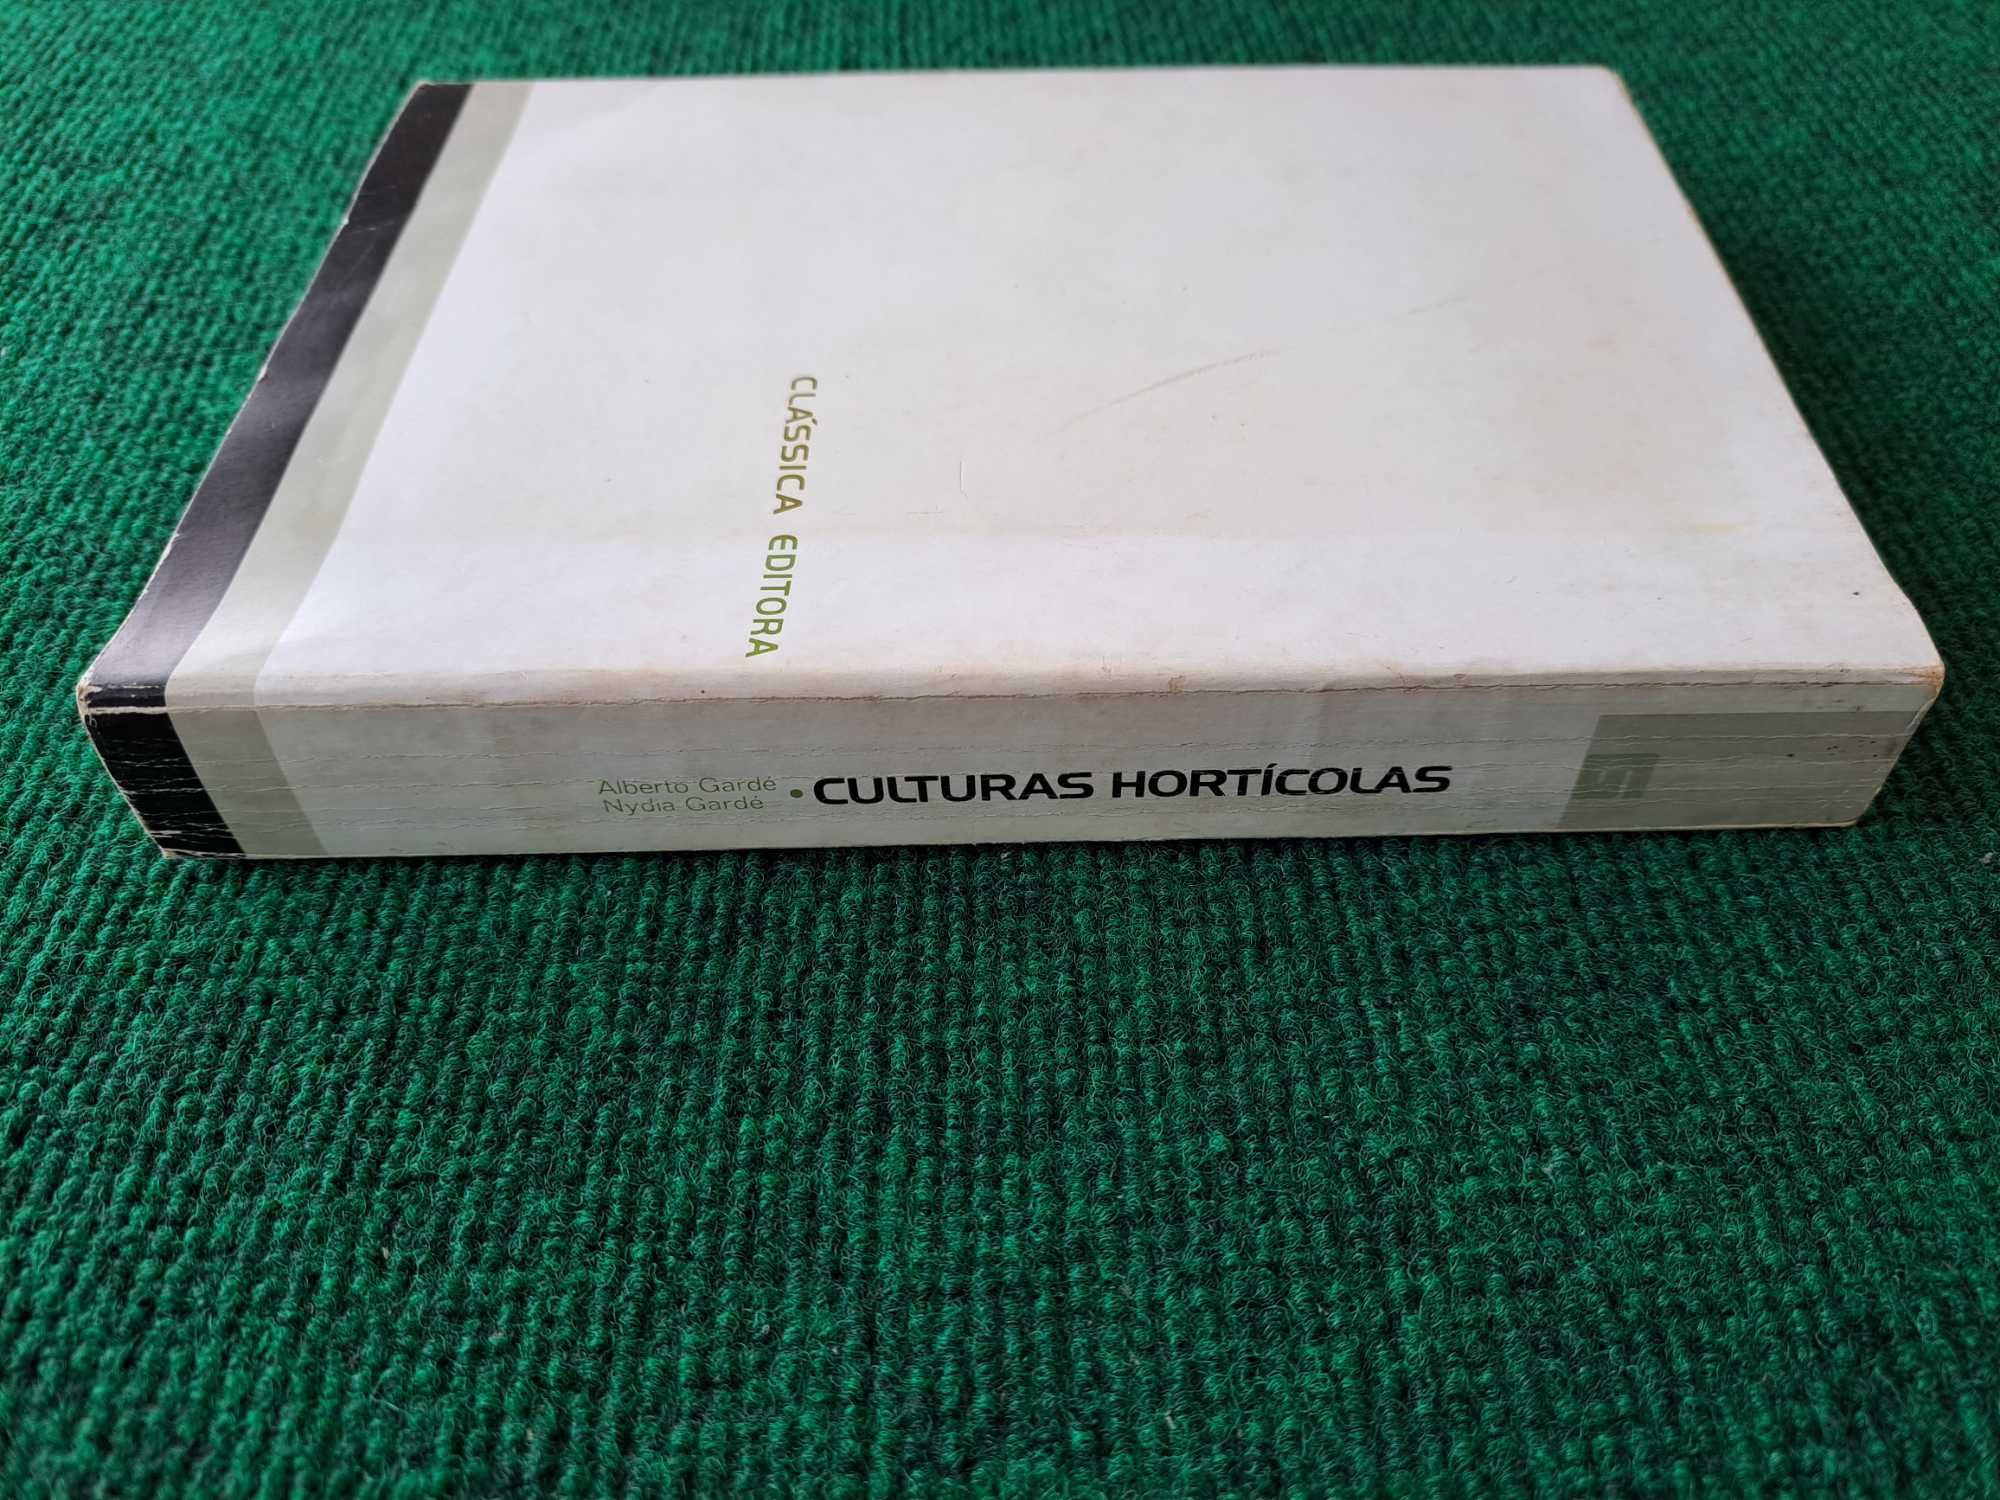 CLÁSSICA EDITORA
Alberto Gardé
Nydia Gardé
• CULTURAS HORTÍCOLAS